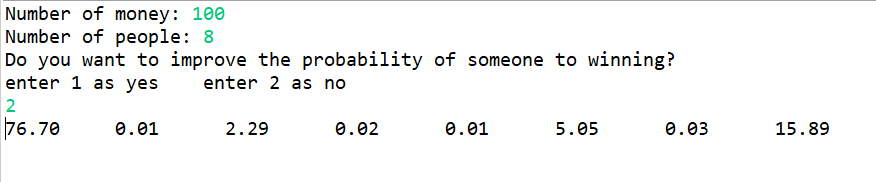 Number of money: 100
Number of people: 8
Do you want to improve the probability of someone to winning?
enter 1 as yes    enter 2 as no
2
76.70     0.01      2.29      0.02      0.01      5.05      0.03      15.89